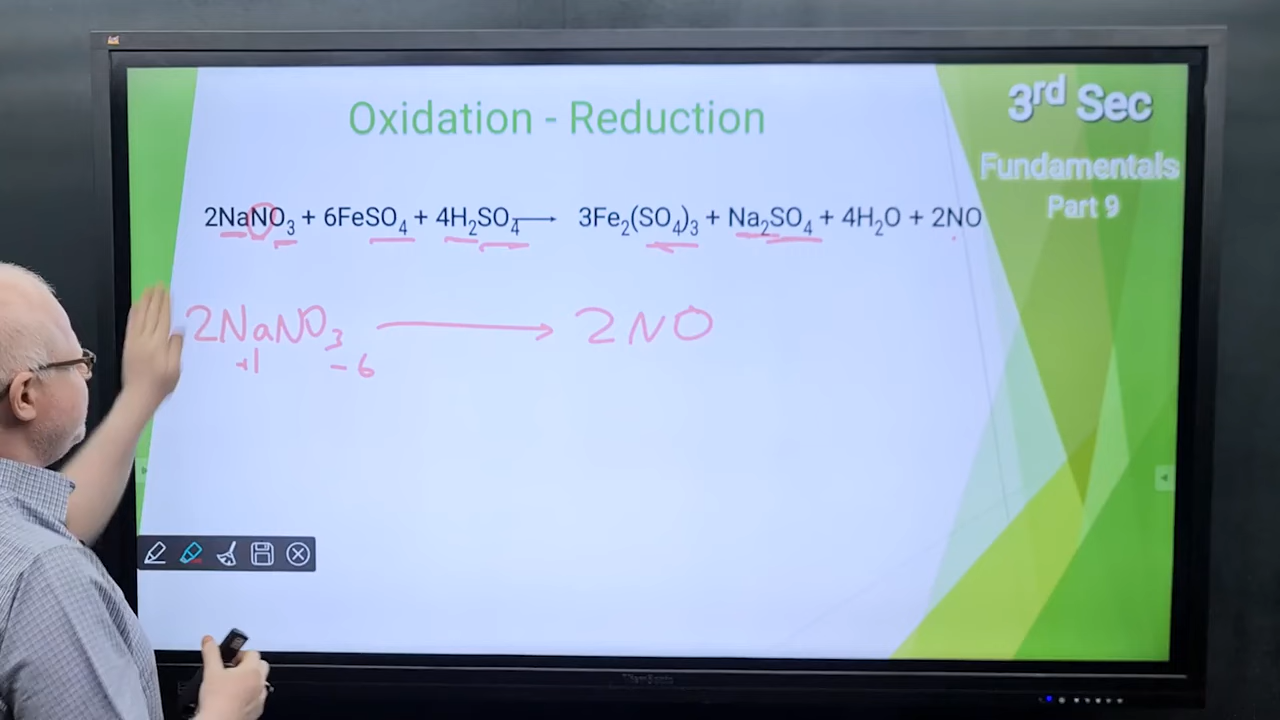 Oxidation - Reduction
3rd Sec
Fundamentals
Part 9
2NaNO₃ + 6FeSO₄ + 4H₂SO₄ ⟶ 3Fe₂(SO₄)₃ + Na₂SO₄ + 4H₂O + 2NO
2NaNO₃ ⟶ 2NO
+1 -6
ViewSonic